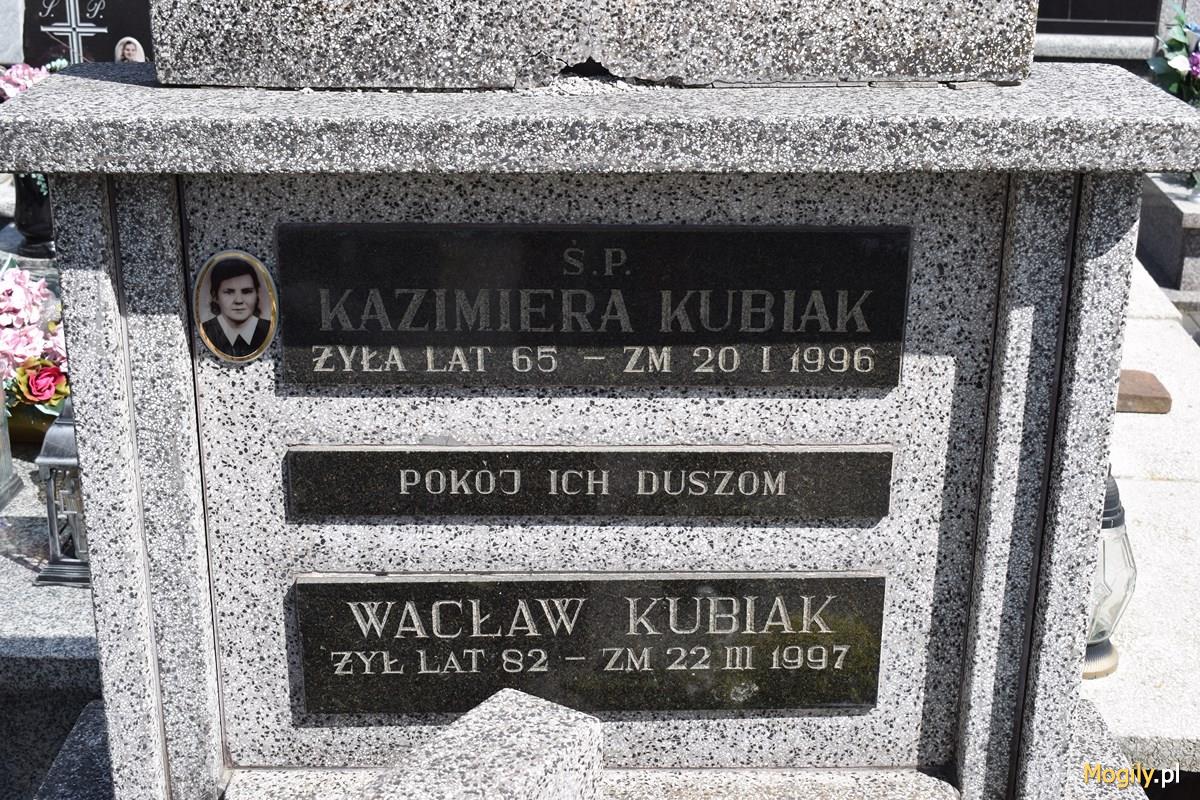 Ś. P.
Ś.P.
KAZIMIERA KUBIAK
ŻYŁA LAT 65 – ZM 20 I 1996
POKÓJ ICH DUSZOM
WACŁAW KUBIAK
ŻYŁ LAT 82 – ZM 22 III 1997
Mogily.pl